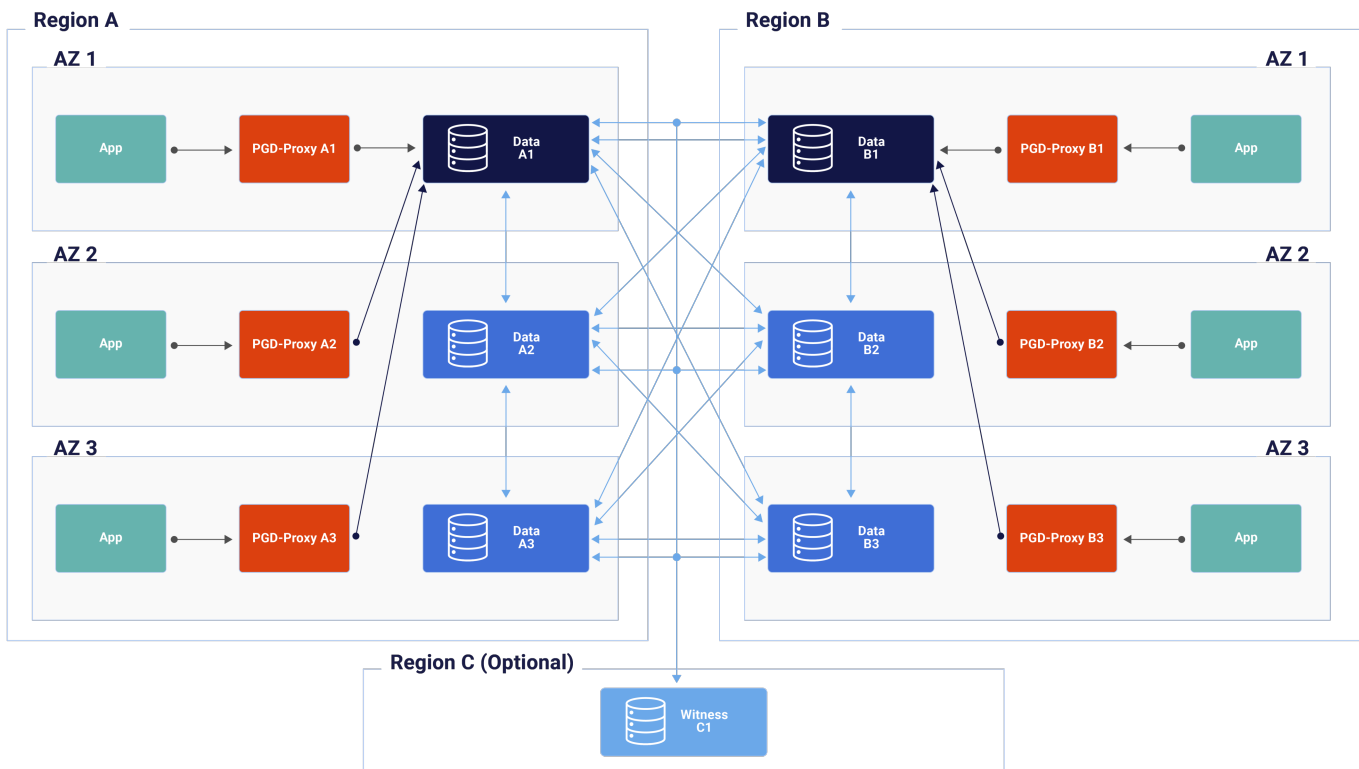 Region A
Region B
AZ 1
AZ 1
App
PGD-Proxy A1
Data
A1
Data
B1
PGD-Proxy B1
App
AZ 2
AZ 2
App
PGD-Proxy A2
Data
A2
Data
B2
PGD-Proxy B2
App
AZ 3
AZ 3
App
PGD-Proxy A3
Data
A3
Data
B3
PGD-Proxy B3
App
Region C (Optional)
Witness
C1